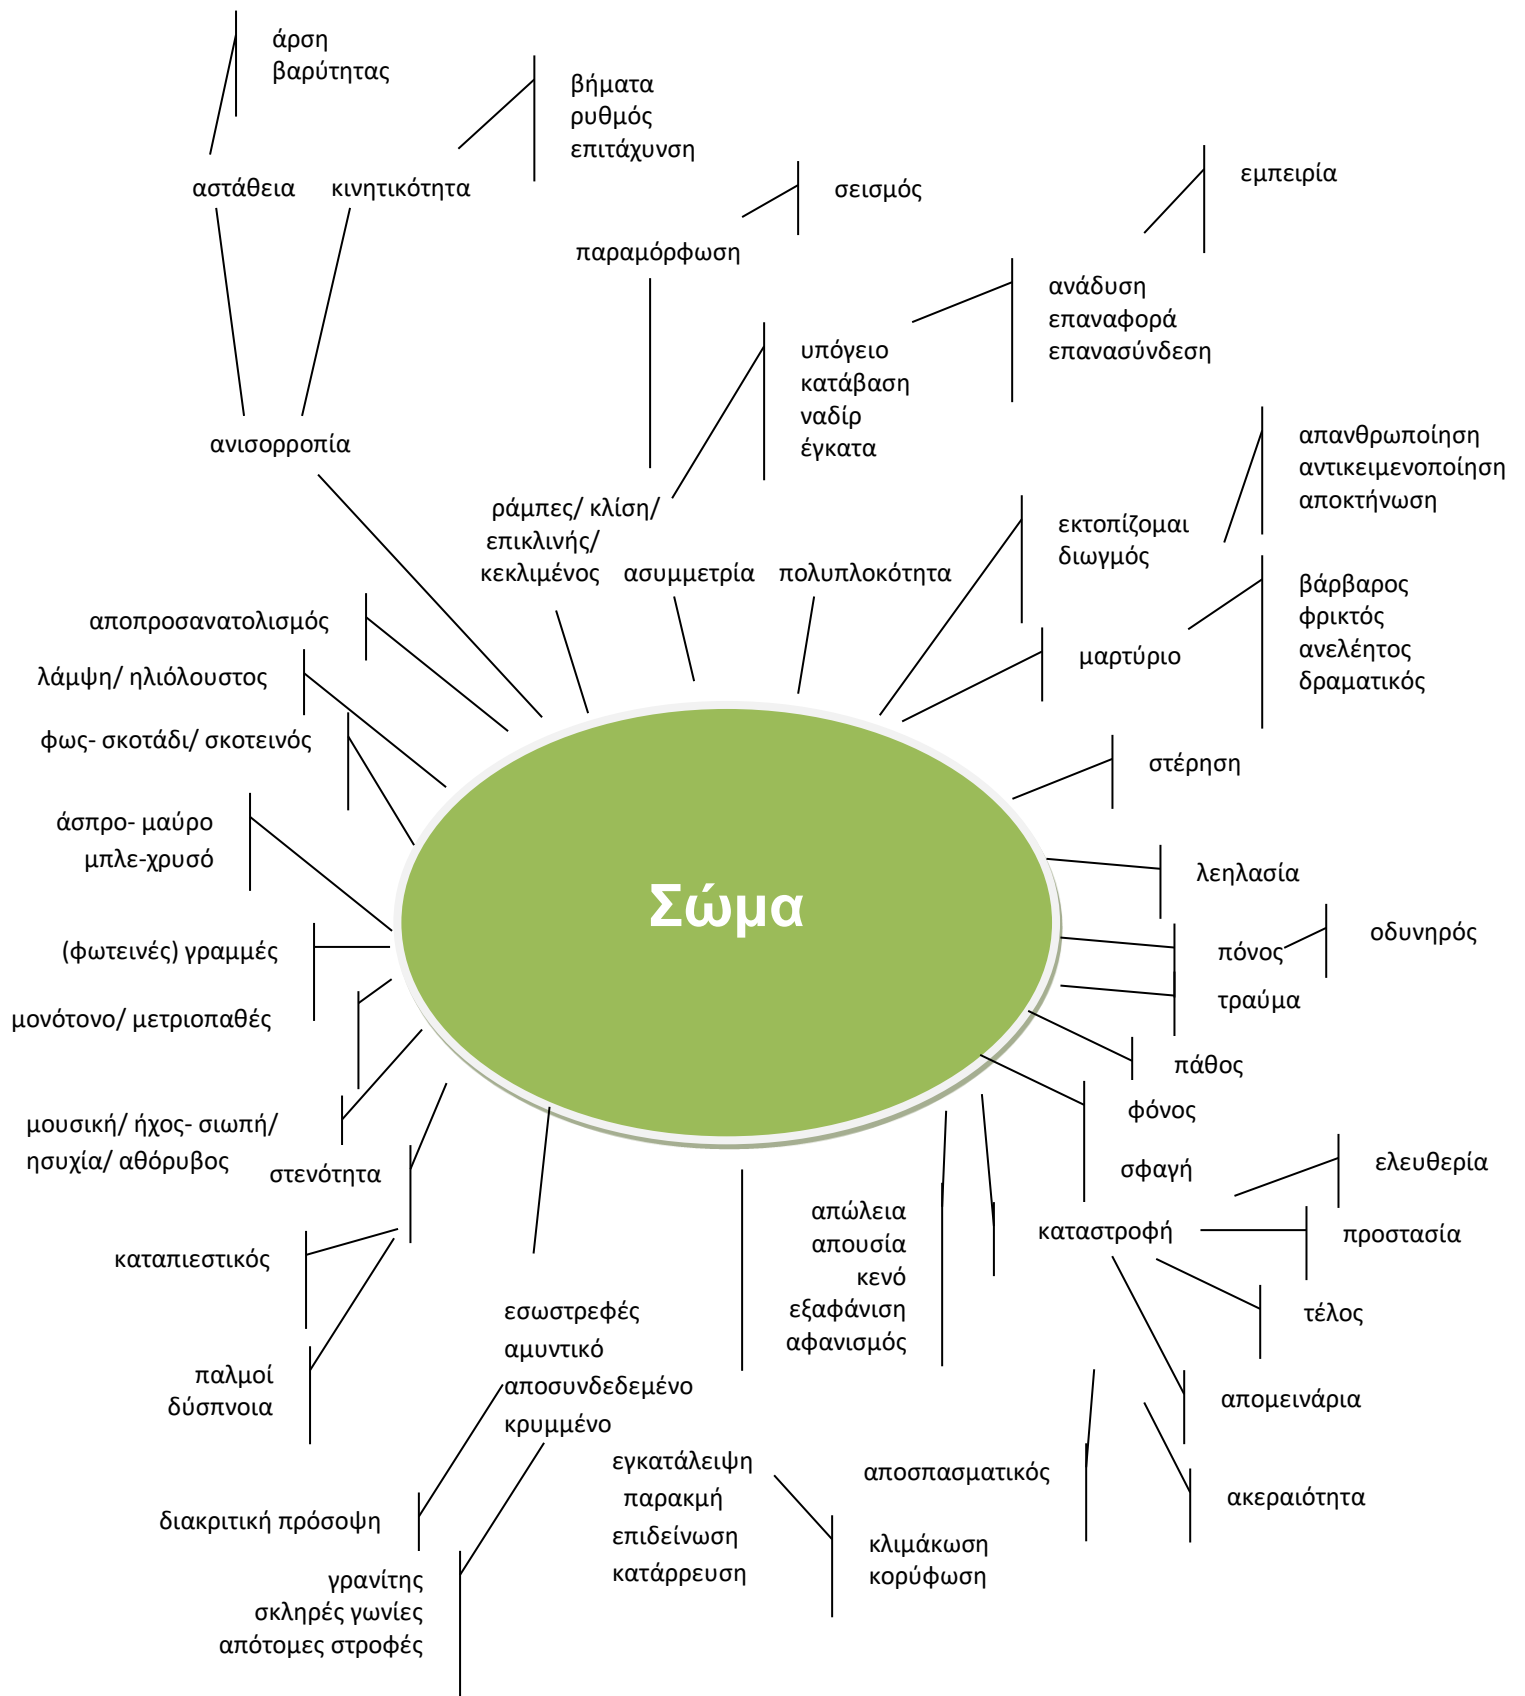 άρση
βαρύτητας
βήματα
ρυθμός
επιτάχυνση
αστάθεια
κινητικότητα
σεισμός
εμπειρία
παραμόρφωση
ανάδυση
επαναφορά
επανασύνδεση
υπόγειο
κατάβαση
ναδίρ
έγκατα
ανισορροπία
απανθρωποίηση
αντικειμενοποίηση
αποκτήνωση
ράμπες/ κλίση/
επικλινής/
κεκλιμένος
ασυμμετρία
πολυπλοκότητα
εκτοπίζομαι
διωγμός
βάρβαρος
φρικτός
ανελέητος
δραματικός
αποπροσανατολισμός
μαρτύριο
λάμψη/ ηλιόλουστος
φως- σκοτάδι/ σκοτεινός
στέρηση
άσπρο- μαύρο
μπλε-χρυσό
λεηλασία
Σώμα
(φωτεινές) γραμμές
πόνος
οδυνηρός
τραύμα
μονότονο/ μετριοπαθές
πάθος
φόνος
μουσική/ ήχος- σιωπή/
ησυχία/ αθόρυβος
στενότητα
σφαγή
ελευθερία
απώλεια
απουσία
κενό
εξαφάνιση
αφανισμός
καταστροφή
προστασία
καταπιεστικός
τέλος
εσωστρεφές
αμυντικό
αποσυνδεδεμένο
κρυμμένο
παλμοί
δύσπνοια
απομεινάρια
εγκατάλειψη
παρακμή
επιδείνωση
κατάρρευση
αποσπασματικός
ακεραιότητα
διακριτική πρόσοψη
κλιμάκωση
κορύφωση
γρανίτης
σκληρές γωνίες
απότομες στροφές